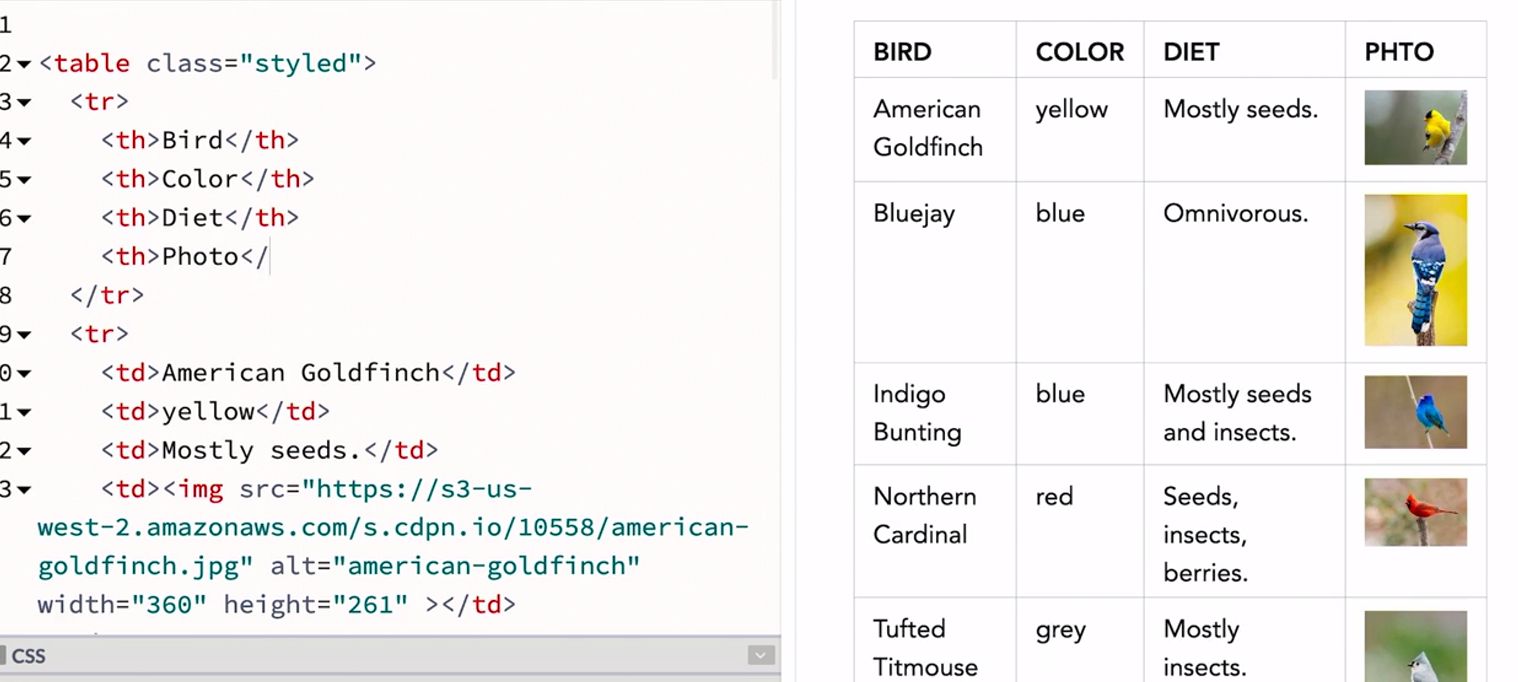 1
2 <table class="styled">
3 <tr>
4 <th>Bird</th>
5 <th>Color</th>
6 <th>Diet</th>
7 <th>Photo</
8 </tr>
9 <tr>
0 <td>American Goldfinch</td>
1 <td>yellow</td>
2 <td>Mostly seeds.</td>
3 <td><img src="https://s3-us-
west-2.amazonaws.com/s.cdpn.io/10558/american-
goldfinch.jpg" alt="american-goldfinch"
width="360" height="261" ></td>
CSS
BIRD COLOR DIET PHTO
American yellow Mostly seeds.
Goldfinch
Bluejay blue Omnivorous.
Indigo blue Mostly seeds
Bunting and insects.
Northern red Seeds,
Cardinal insects,
berries.
Tufted grey Mostly
Titmouse insects.